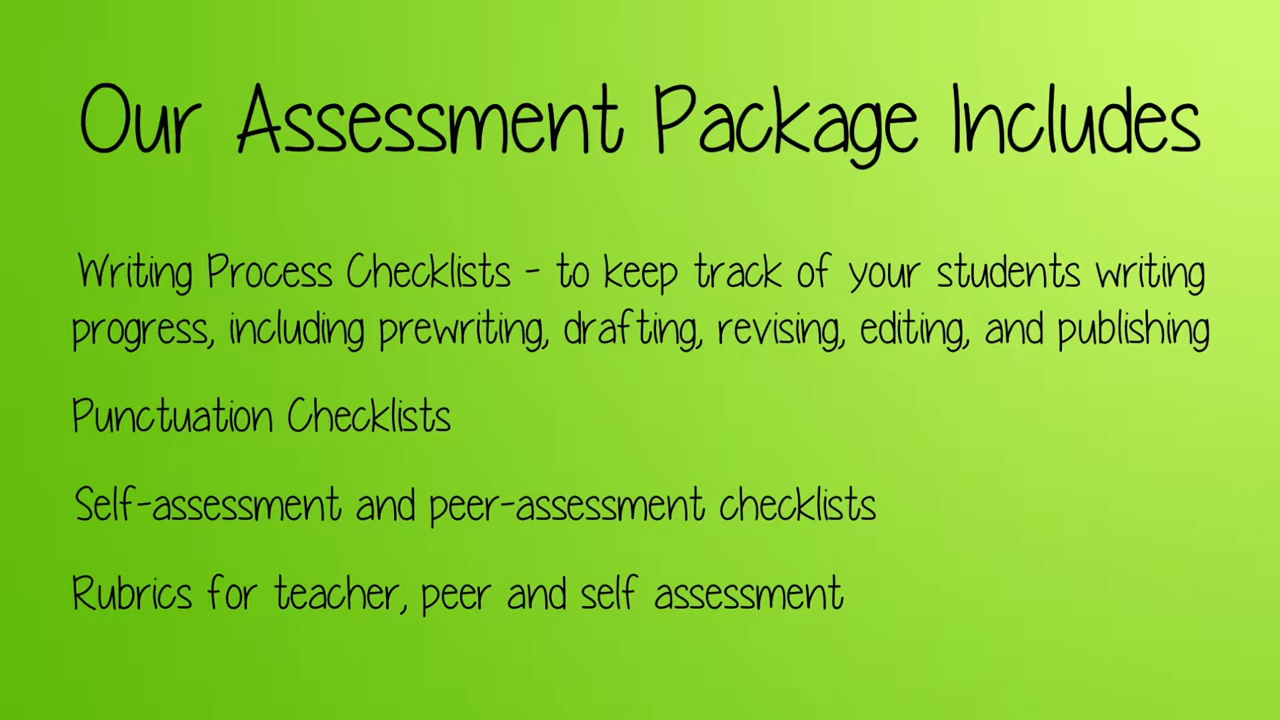 Our Assessment Package Includes
Writing Process Checklists - to keep track of your students writing
progress, including prewriting, drafting, revising, editing, and publishing
Punctuation Checklists
Self-assessment and peer-assessment checklists
Rubrics for teacher, peer and self assessment